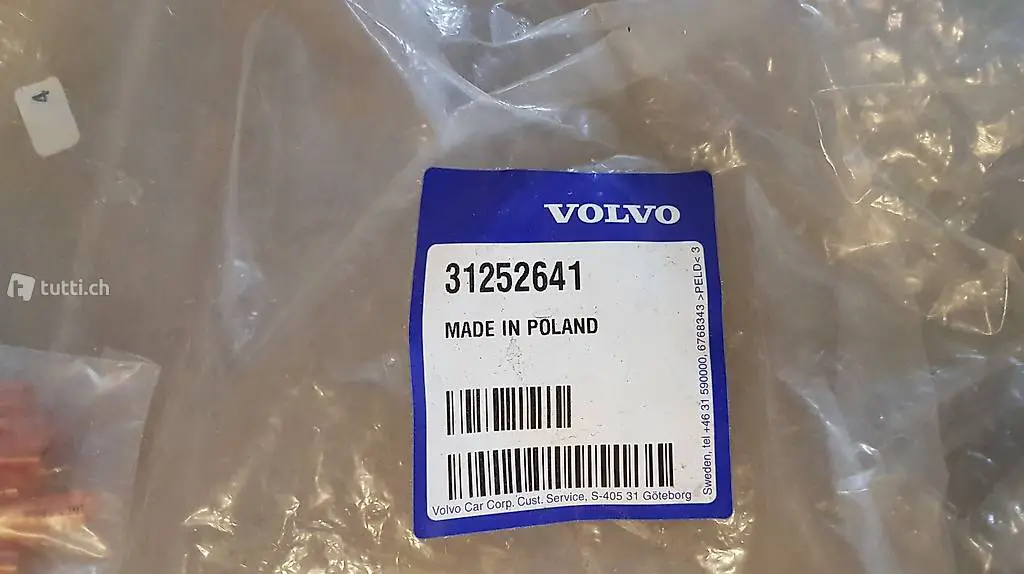 4
VOLVO
31252641
MADE IN POLAND
Volvo Car Corp. Cust. Service, S-405 31 Göteborg
Sweden, tel +46 31 590000, 6768343 >PELD< 3
tutti.ch